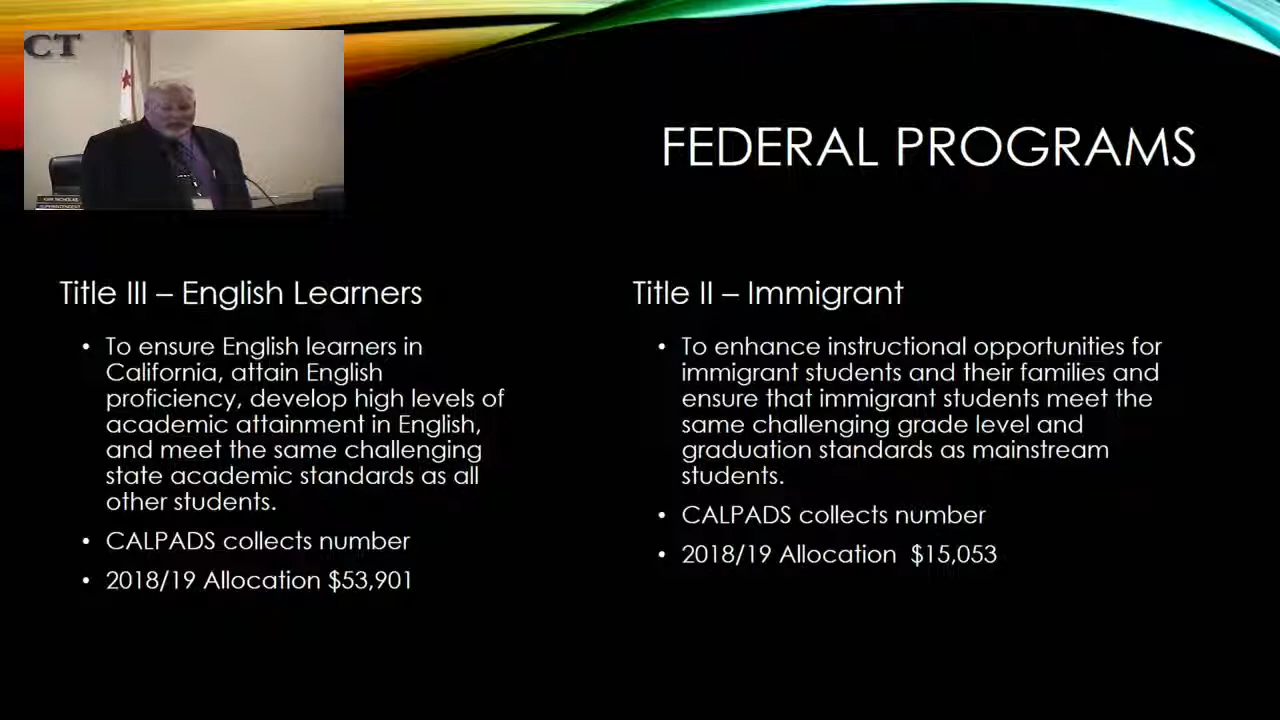 CT
FEDERAL PROGRAMS
Title III – English Learners
• To ensure English learners in
California, attain English
proficiency, develop high levels of
academic attainment in English,
and meet the same challenging
state academic standards as all
other students.
• CALPADS collects number
• 2018/19 Allocation $53,901
Title II – Immigrant
• To enhance instructional opportunities for
immigrant students and their families and
ensure that immigrant students meet the
same challenging grade level and
graduation standards as mainstream
students.
• CALPADS collects number
• 2018/19 Allocation $15,053